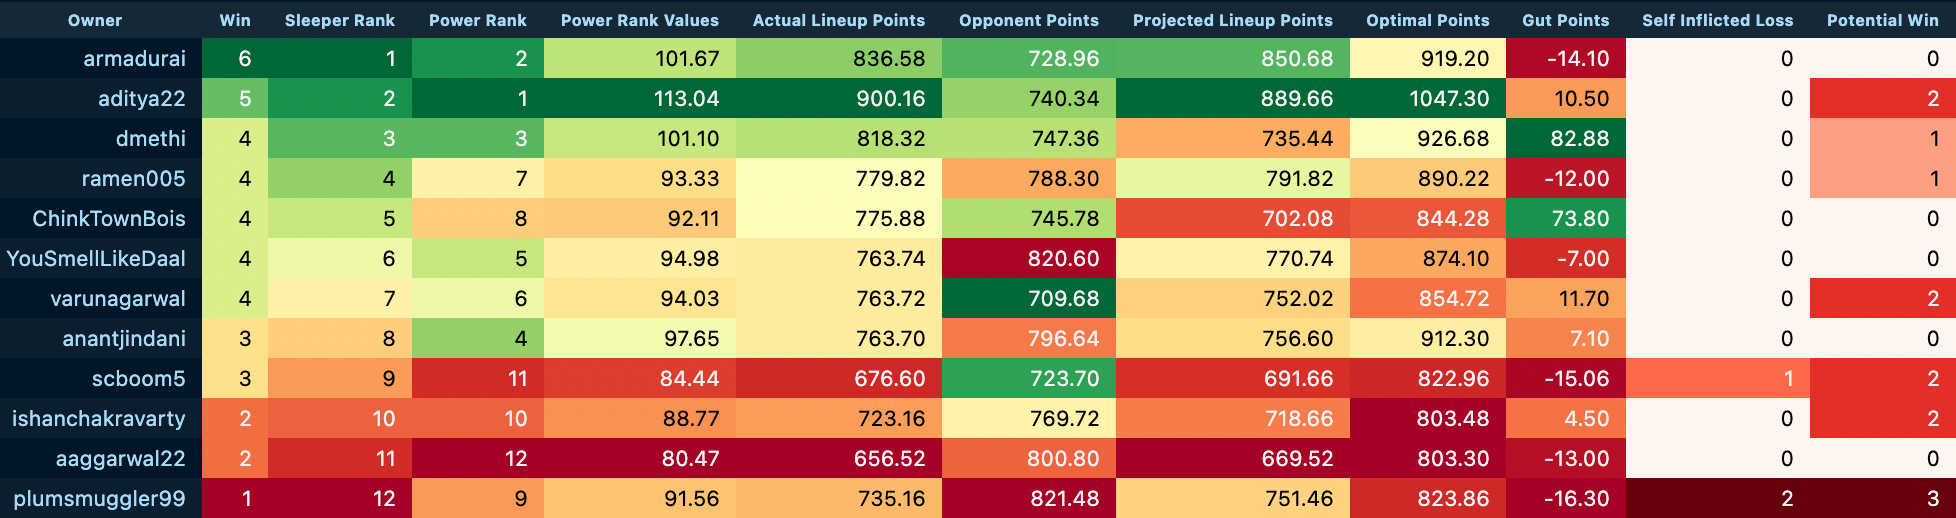 Owner Win Sleeper Rank Power Rank Power Rank Values Actual Lineup Points Opponent Points Projected Lineup Points Optimal Points Gut Points Self Inflicted Loss Potential Win
armadurai 6 1 2 101.67 836.58 728.96 850.68 919.20 -14.10 0 0
aditya22 5 2 1 113.04 900.16 740.34 889.66 1047.30 10.50 0 2
dmethi 4 3 3 101.10 818.32 747.36 735.44 926.68 82.88 0 1
ramen005 4 4 7 93.33 779.82 788.30 791.82 890.22 -12.00 0 1
ChinkTownBois 4 5 8 92.11 775.88 745.78 702.08 844.28 73.80 0 0
YouSmellLikeDaal 4 6 5 94.98 763.74 820.60 770.74 874.10 -7.00 0 0
varunagarwal 4 7 6 94.03 763.72 709.68 752.02 854.72 11.70 0 2
anantjindani 3 8 4 97.65 763.70 796.64 756.60 912.30 7.10 0 0
scboom5 3 9 11 84.44 676.60 723.70 691.66 822.96 -15.06 1 2
ishanchakravarty 2 10 10 88.77 723.16 769.72 718.66 803.48 4.50 0 2
aaggarwal22 2 11 12 80.47 656.52 800.80 669.52 803.30 -13.00 0 0
plumsmuggler99 1 12 9 91.56 735.16 821.48 751.46 823.86 -16.30 2 3